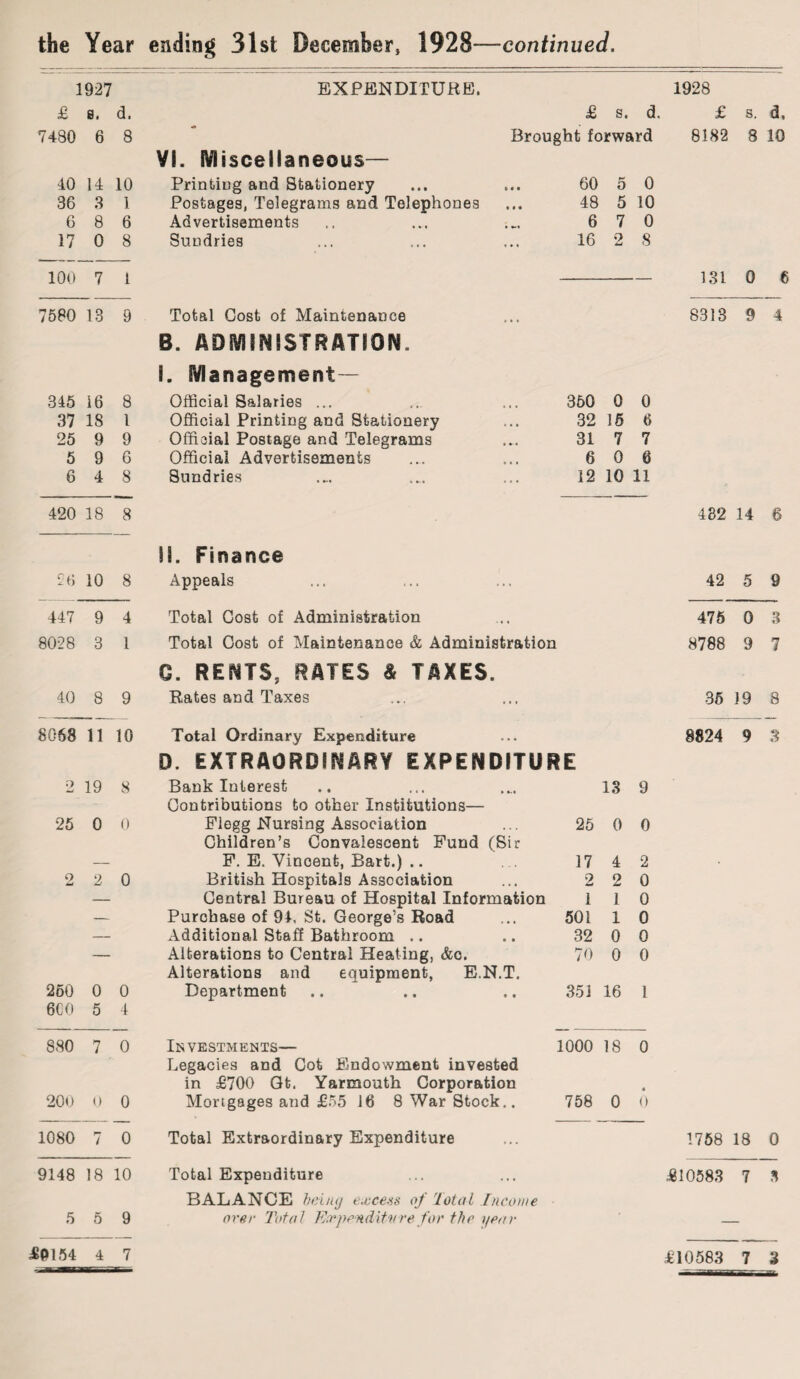 the Year ending 31st December, 1928—continued.
1927 EXPENDITURE. 1928
£ s. d. £ s. d. £ s. d.
7480 6 8 Brought forward 8182 8 10
VI. Miscellaneous—
40 14 10 Printing and Stationery ... ... 60 5 0
36 3 1 Postages, Telegrams and Telephones ... 48 5 10
6 8 6 Advertisements .. ... ... 6 7 0
17 0 8 Sundries ... ... ... 16 2 8
100 7 1 131 0 6
7580 13 9 Total Cost of Maintenance ... 8313 9 4
B. ADMINISTRATION.
I. Management—
345 16 8 Official Salaries ... .. ... 350 0 0
37 18 1 Official Printing and Stationery ... 32 15 6
25 9 9 Official Postage and Telegrams ... 31 7 7
5 9 6 Official Advertisements ... ... 6 0 6
6 4 8 Sundries ... ... ... 12 10 11
420 18 8 432 14 6
II. Finance
26 10 8 Appeals ... ... ... 42 5 9
447 9 4 Total Cost of Administration .. 475 0 3
8028 3 1 Total Cost of Maintenance & Administration 8788 9 7
C. RENTS, RATES & TAXES.
40 8 9 Rates and Taxes ... ... 35 19 8
8068 11 10 Total Ordinary Expenditure ... 8824 9 3
D. EXTRAORDINARY EXPENDITURE
2 19 8 Bank Interest .. ... ... 13 9
Contributions to other Institutions—
25 0 0 Flegg Nursing Association ... 25 0 0
Children's Convalescent Fund (Sir
— F. E. Vincent, Bart.) .. ... 17 4 2
2 2 0 British Hospitals Association ... 2 2 0
— Central Bureau of Hospital Information 1 1 0
— Purchase of 94, St. George's Road ... 501 1 0
— Additional Staff Bathroom .. .. 32 0 0
— Alterations to Central Heating, &c. 70 0 0
Alterations and equipment, E.N.T.
250 0 0 Department .. .. .. 351 16 1
600 5 4
880 7 0 INVESTMENTS— 1000 18 0
Legacies and Cot Endowment invested
in £700 Gt. Yarmouth Corporation
200 0 0 Mortgages and £55 16 8 War Stock.. 758 0 0
1080 7 0 Total Extraordinary Expenditure ... 1758 18 0
9148 18 10 Total Expenditure ... ... £10583 7 3
BALANCE being excess of Total Income
5 5 9 over Total Expenditure for the year —
£9154 4 7 £10583 7 3